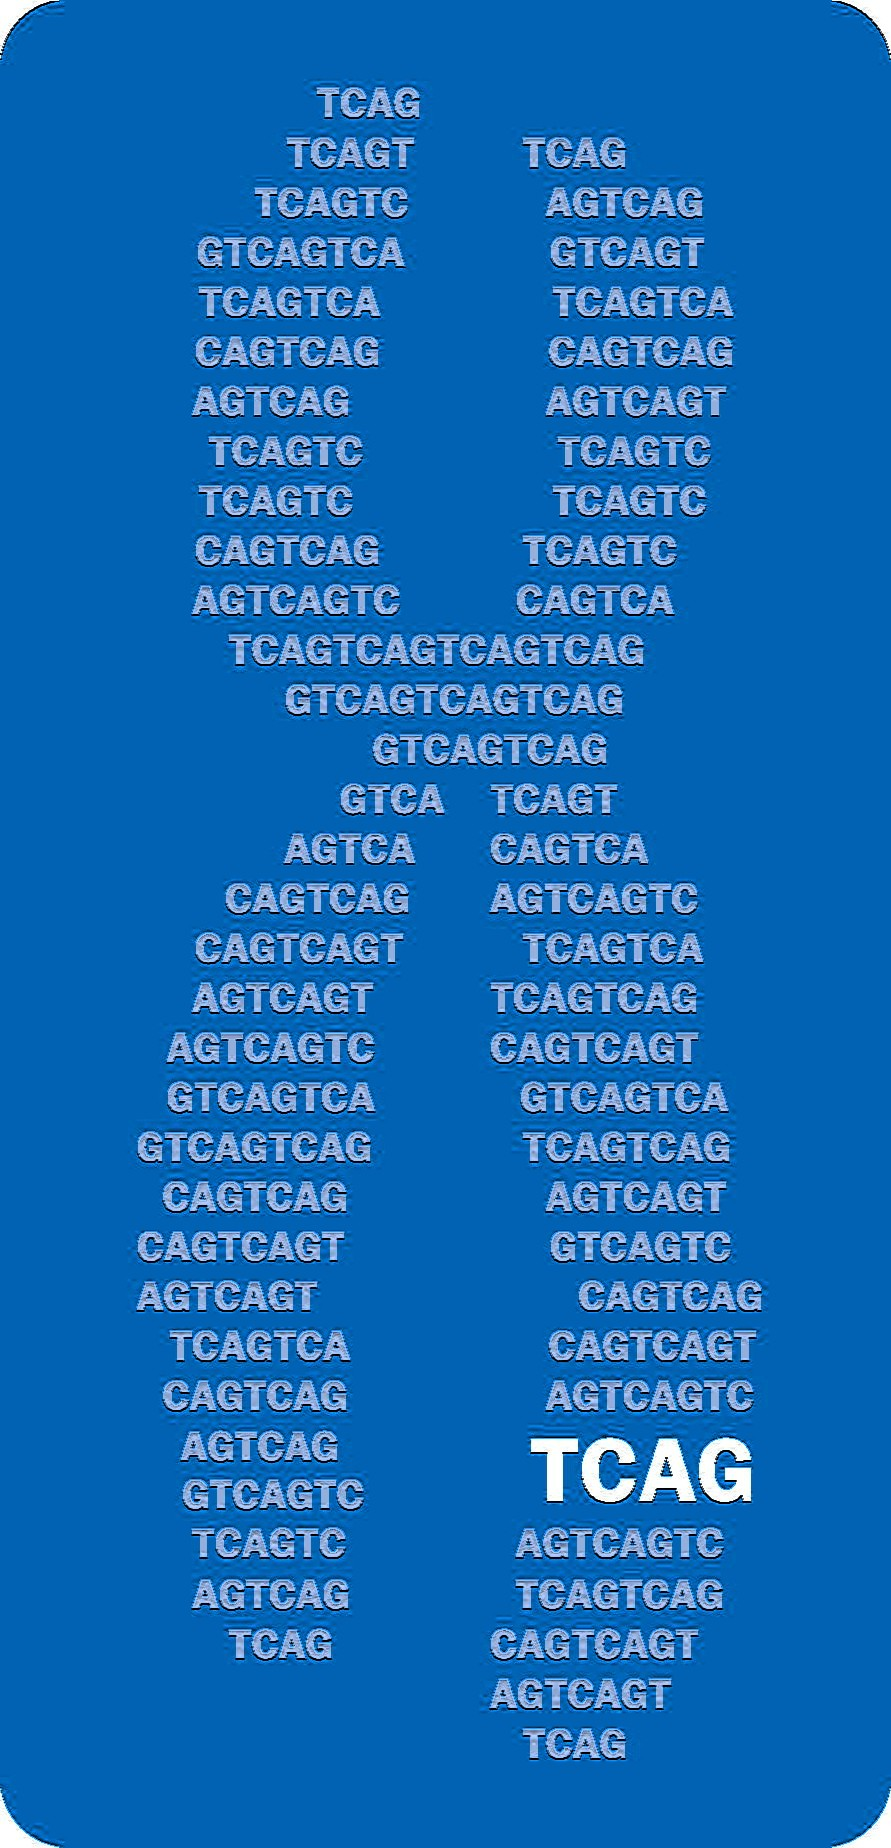 TCAG
TCAGT TCAG
TCAGTC AGTCAG
GTCAGTCA GTCAGT
TCAGTCA TCAGTCA
CAGTCAG CAGTCAG
AGTCAG AGTCAGT
TCAGTC TCAGTC
TCAGTC TCAGTC
CAGTCAG TCAGTC
AGTCAGTC CAGTCA
TCAGTCAGTCAGTCAG
GTCAGTCAGTCAG
GTCAGTCAG
GTCA TCAGT
AGTCA CAGTCA
CAGTCAG AGTCAGTC
CAGTCAGT TCAGTCA
AGTCAGT TCAGTCAG
AGTCAGTC CAGTCAGT
GTCAGTCA GTCAGTCA
GTCAGTCAG TCAGTCAG
CAGTCAG AGTCAGT
CAGTCAGT GTCAGTC
AGTCAGT CAGTCAG
TCAGTCA CAGTCAGT
CAGTCAG AGTCAGTC
AGTCAG TCAG
GTCAGTC
TCAGTC AGTCAGTC
AGTCAG TCAGTCAG
TCAG CAGTCAGT
AGTCAGT
TCAG